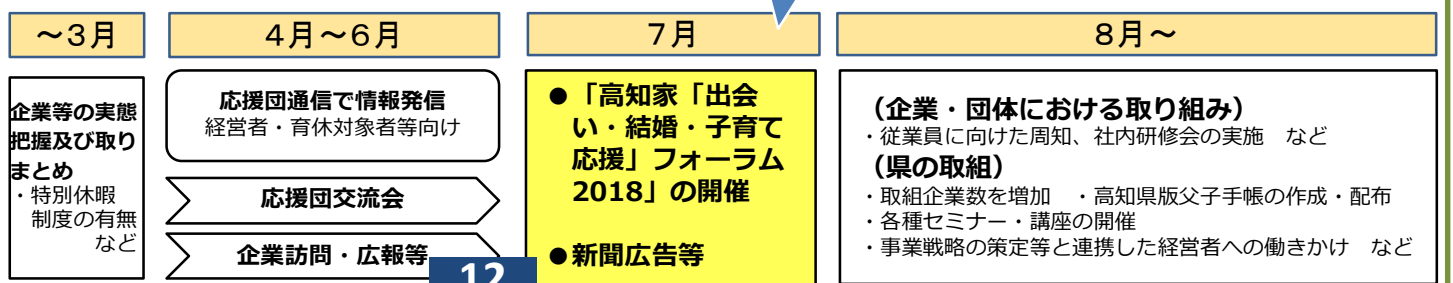 ～３月
４月～６月
７月
８月～
企業等の実態
把握及び取り
まとめ
・特別休暇
制度の有無
など
応援団通信で情報発信
経営者・育休対象者等向け
応援団交流会
企業訪問・広報等
●「高知家「出会
い・結婚・子育て
応援」フォーラム
2018」の開催
●新聞広告等
（企業・団体における取り組み）
・従業員に向けた周知、社内研修会の実施　など
（県の取組）
・取組企業数を増加　・高知県版父子手帳の作成・配布
・各種セミナー・講座の開催
・事業戦略の策定等と連携した経営者への働きかけ　など
12